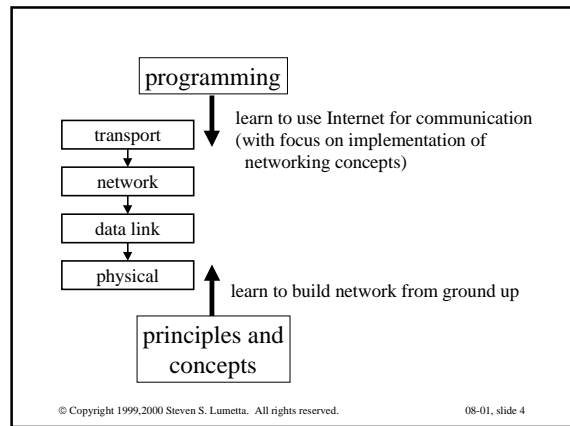 programming
learn to use Internet for communication
(with focus on implementation of
networking concepts)
transport
network
data link
physical
learn to build network from ground up
principles and
concepts
© Copyright 1999,2000 Steven S. Lumetta. All rights reserved.
08-01, slide 4